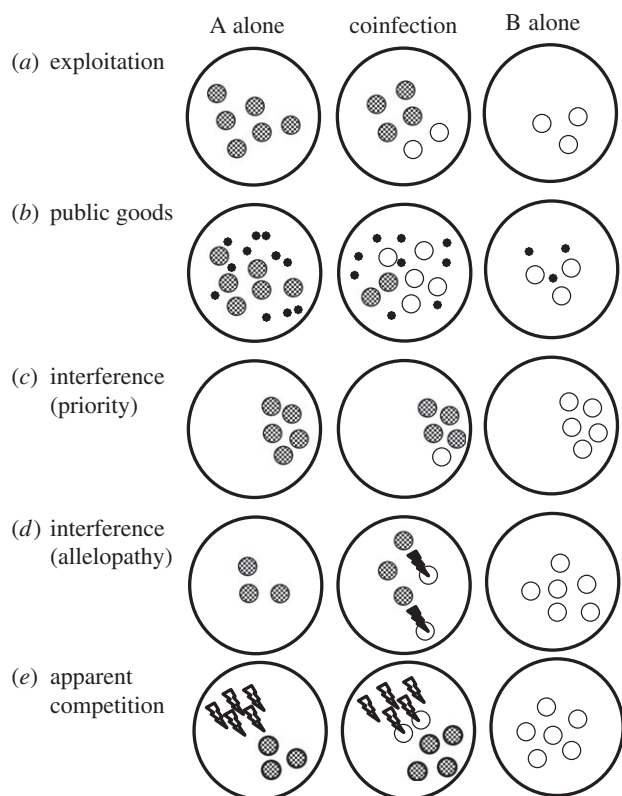 A alone coinfection B alone
(a) exploitation
(b) public goods
(c) interference
(priority)
(d) interference
(allelopathy)
(e) apparent
competition